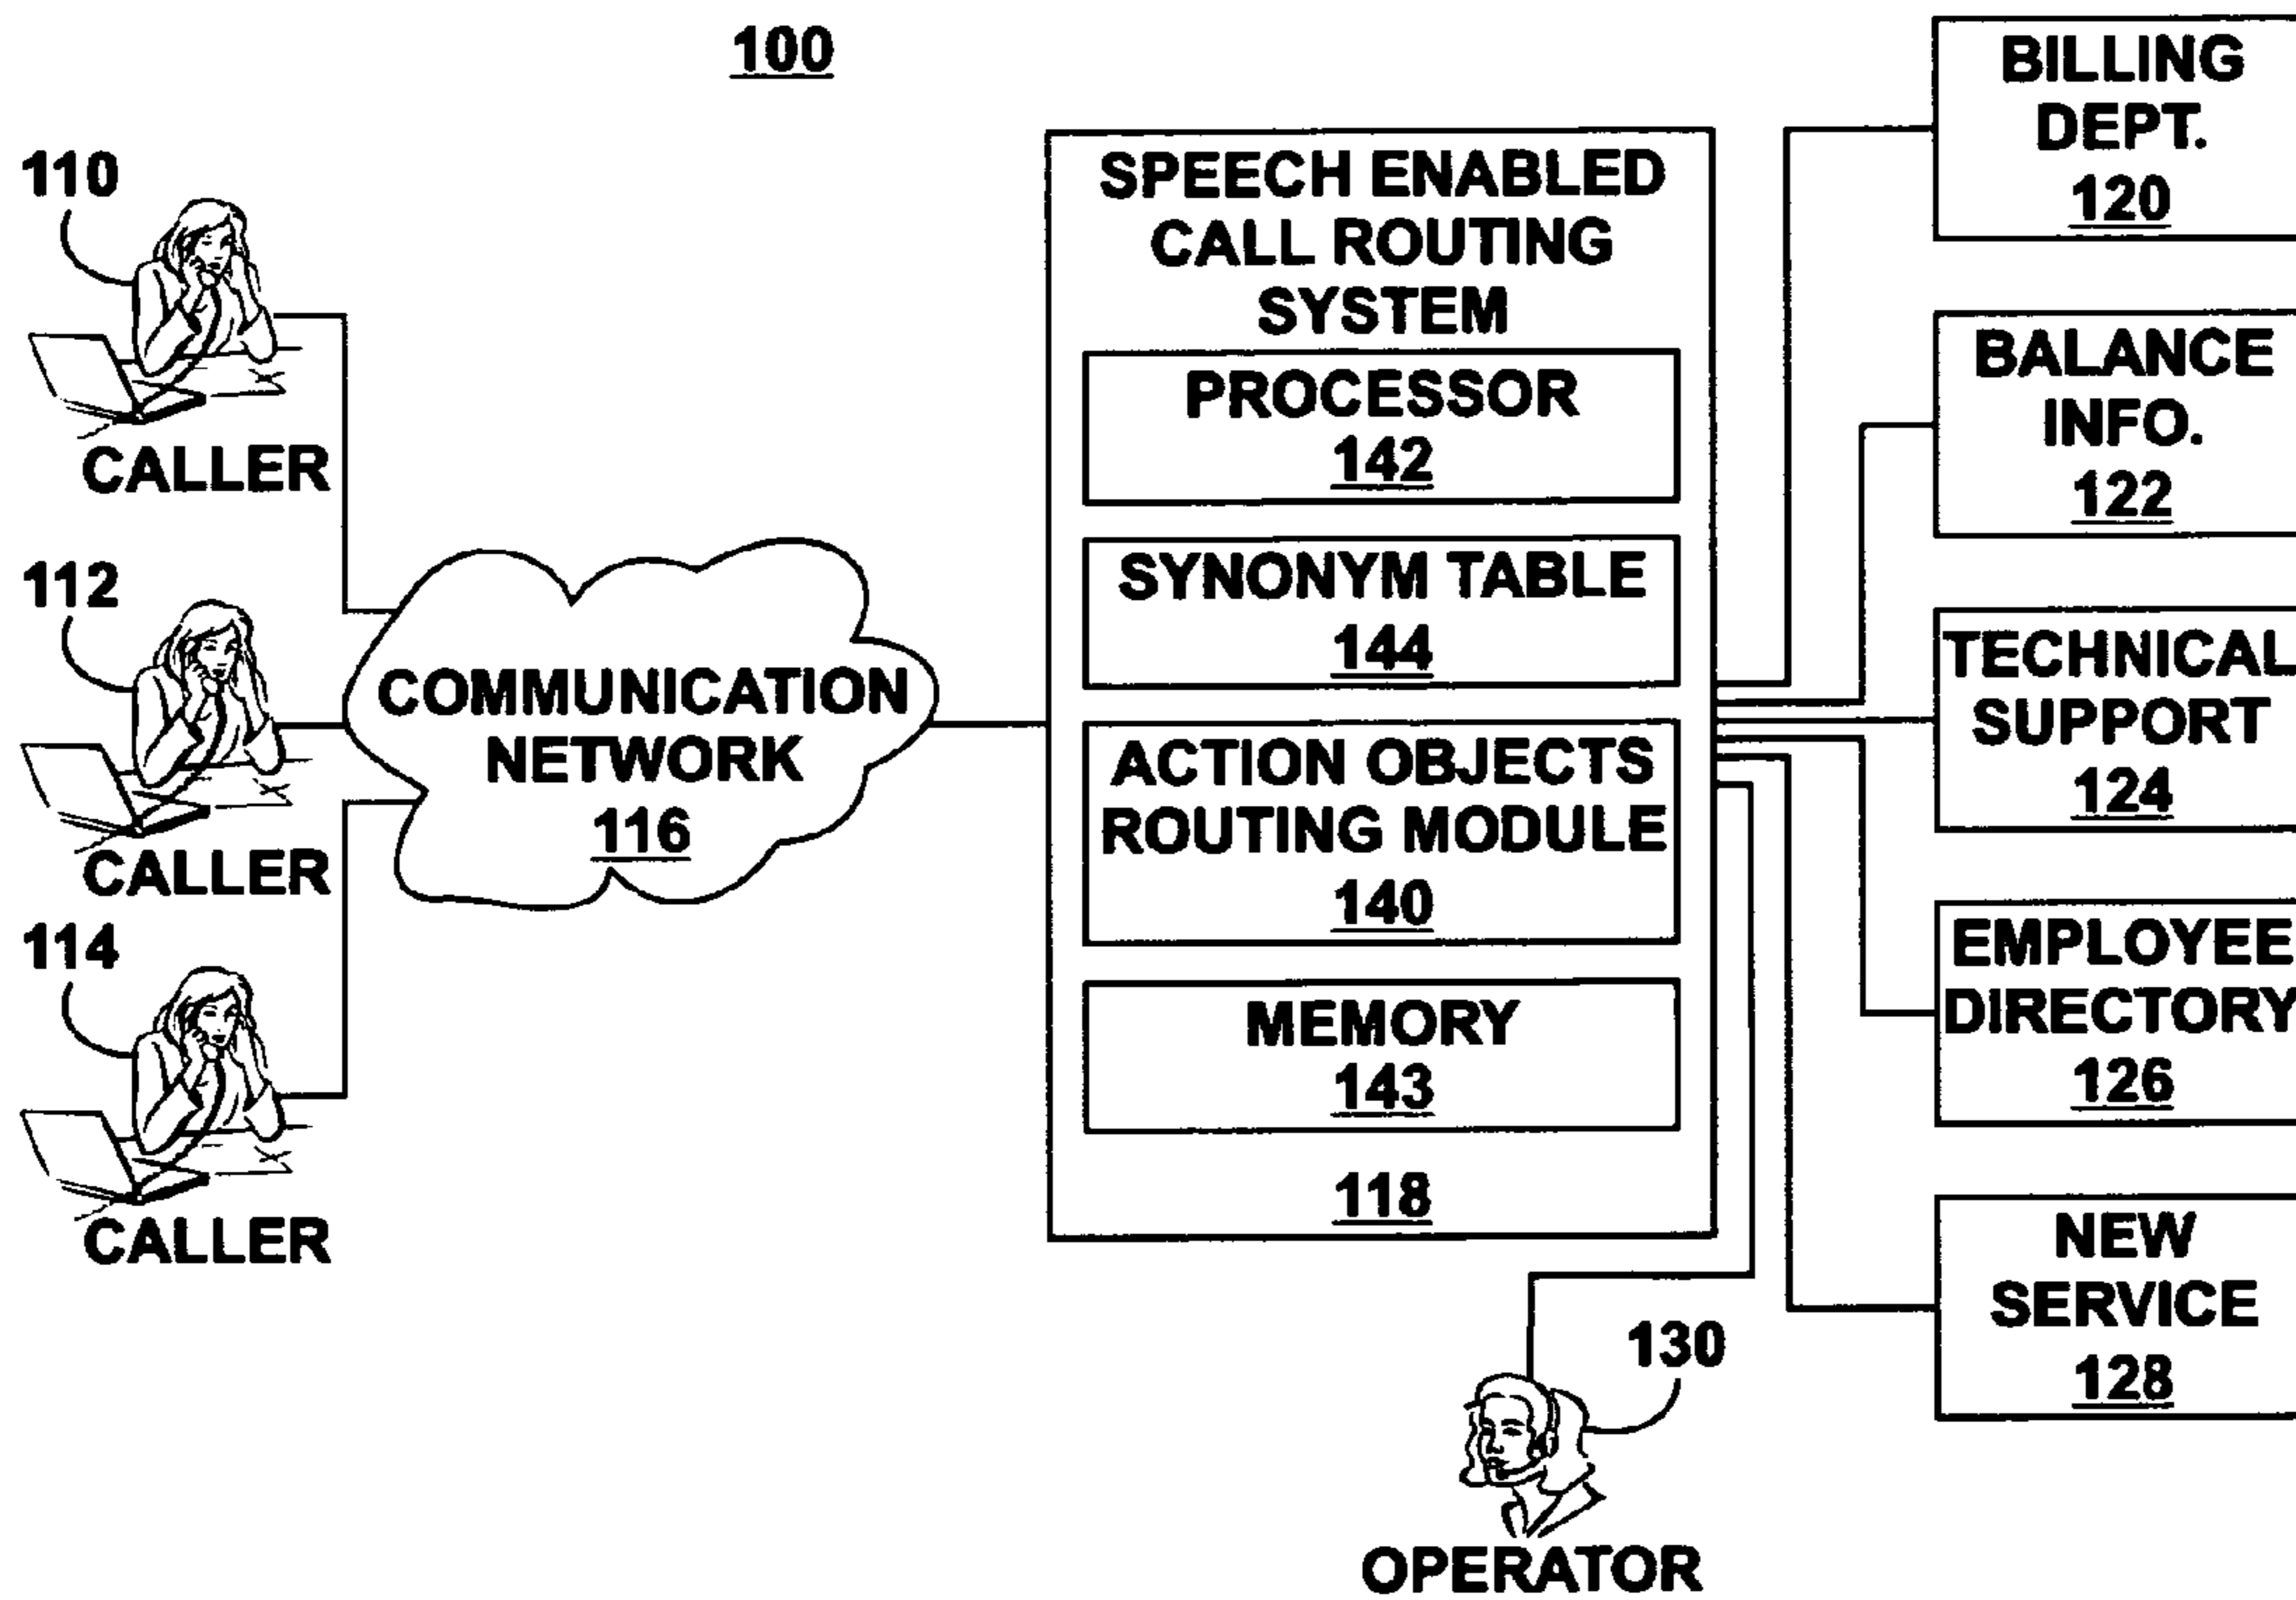 100
110
CALLER
112
CALLER
114
CALLER
COMMUNICATION
NETWORK
116
SPEECH ENABLED
CALL ROUTING
SYSTEM
PROCESSOR
142
SYNONYM TABLE
144
ACTION OBJECTS
ROUTING MODULE
140
MEMORY
143
118
BILLING
DEPT.
120
BALANCE
INFO.
122
TECHNICAL
SUPPORT
124
EMPLOYEE
DIRECTORY
126
NEW
SERVICE
128
130
OPERATOR